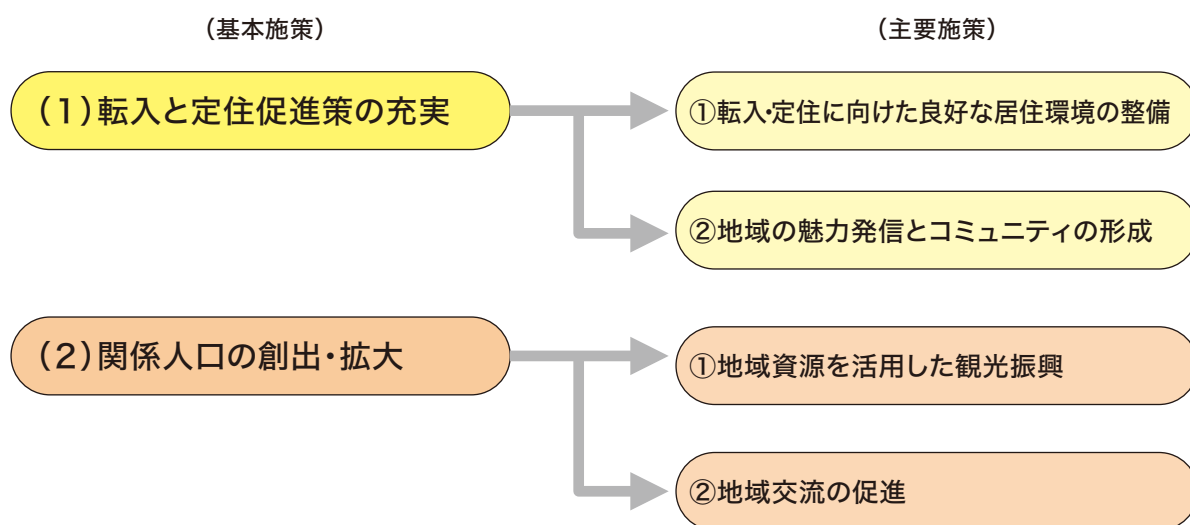 （基本施策）
（主要施策）
（1）転入と定住促進策の充実
①転入・定住に向けた良好な居住環境の整備
②地域の魅力発信とコミュニティの形成
（2）関係人口の創出・拡大
①地域資源を活用した観光振興
②地域交流の促進